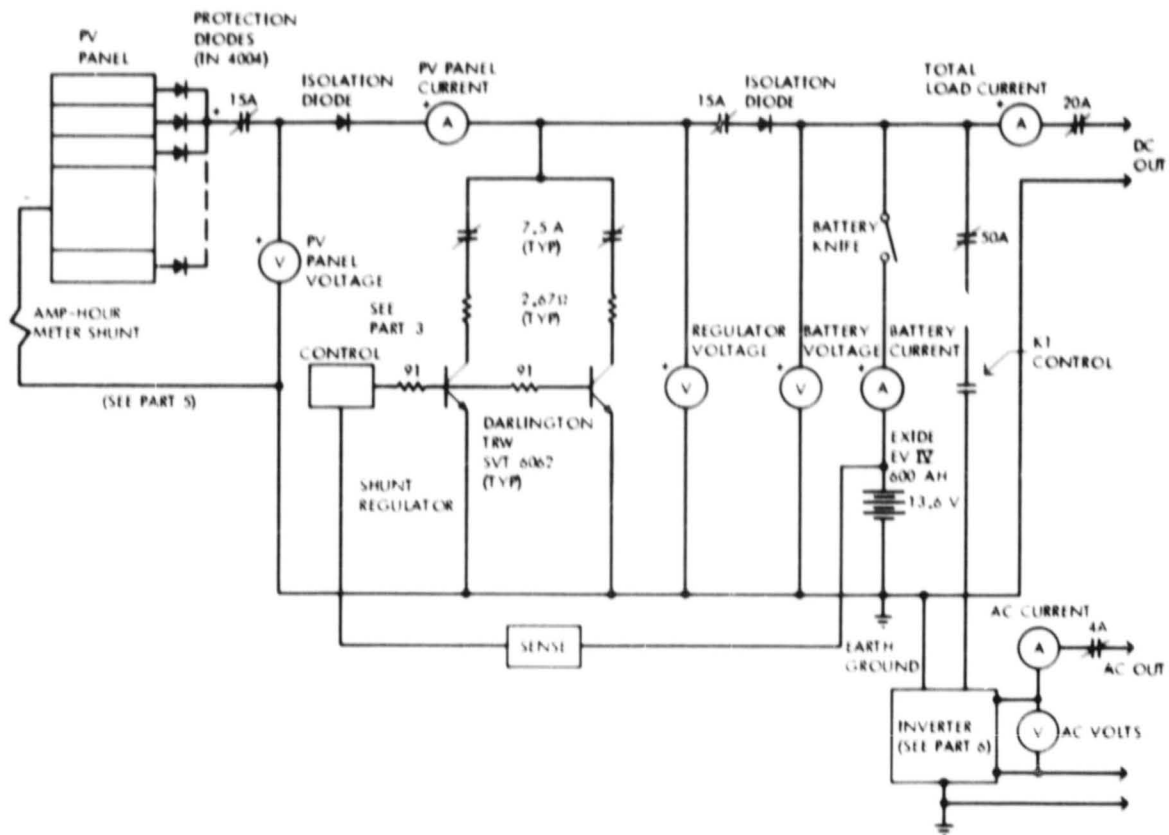 PV
PANEL
PROTECTION
DIODES
(IN 4004)
+
15A
ISOLATION
DIODE
PV PANEL
CURRENT
+
A
15A
ISOLATION
DIODE
TOTAL
LOAD CURRENT
+
A
20A
DC
OUT
+
V
PV
PANEL
VOLTAGE
7.5 A
(TYP)
2.67Ω
(TYP)
BATTERY
KNIFE
50A
AMP-HOUR
METER SHUNT
(SEE PART 5)
SEE
PART 3
CONTROL
91
91
DARLINGTON
TRW
SVT 6062
(TYP)
SHUNT
REGULATOR
REGULATOR
VOLTAGE
+
V
BATTERY
VOLTAGE
+
V
BATTERY
CURRENT
+
A
K1
CONTROL
EXIDE
EV IV
600 AH
13.6 V
SENSE
EARTH
GROUND
AC CURRENT
A
4A
AC OUT
INVERTER
(SEE PART 6)
V
AC VOLTS